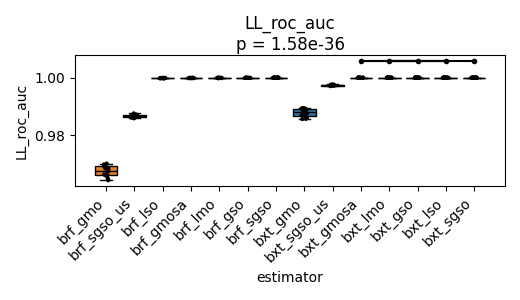 LL_roc_auc
p = 1.58e-36
LL_roc_auc
1.00
0.98
brf_gmo
brf_sgso_us
brf_lso
brf_gmosa
brf_lmo
brf_gso
brf_sgso
bxt_gmo
bxt_sgso_us
bxt_gmosa
bxt_lmo
bxt_gso
bxt_lso
bxt_sgso
estimator